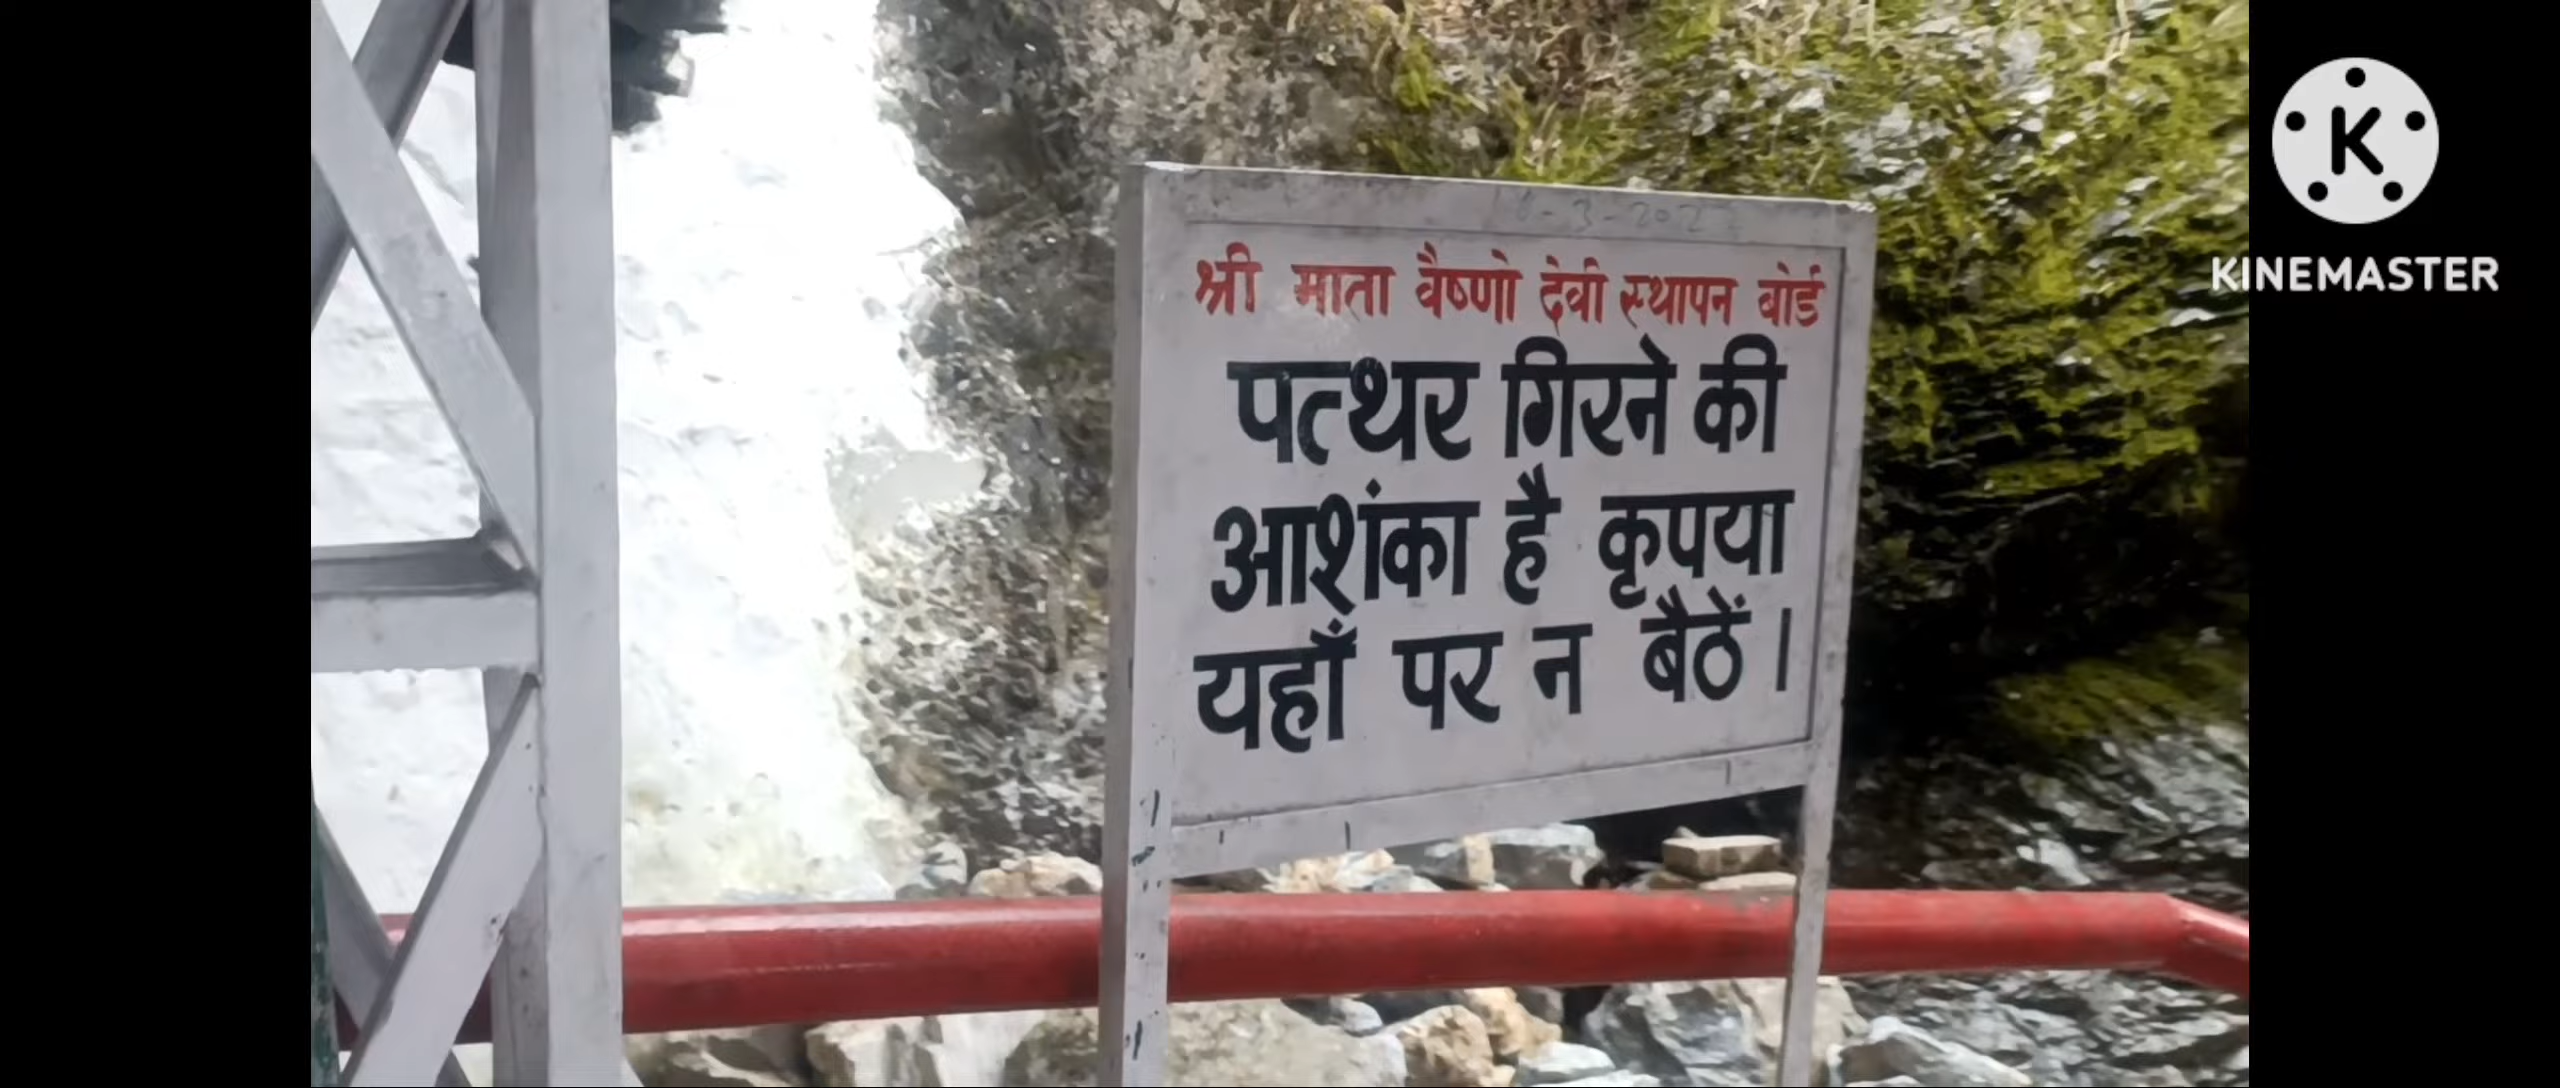 श्री माता वैष्णो देवी स्थापन बोर्ड
पत्थर गिरने की
आशंका है कृपया
यहाँ पर न बैठें ।
K
KINEMASTER